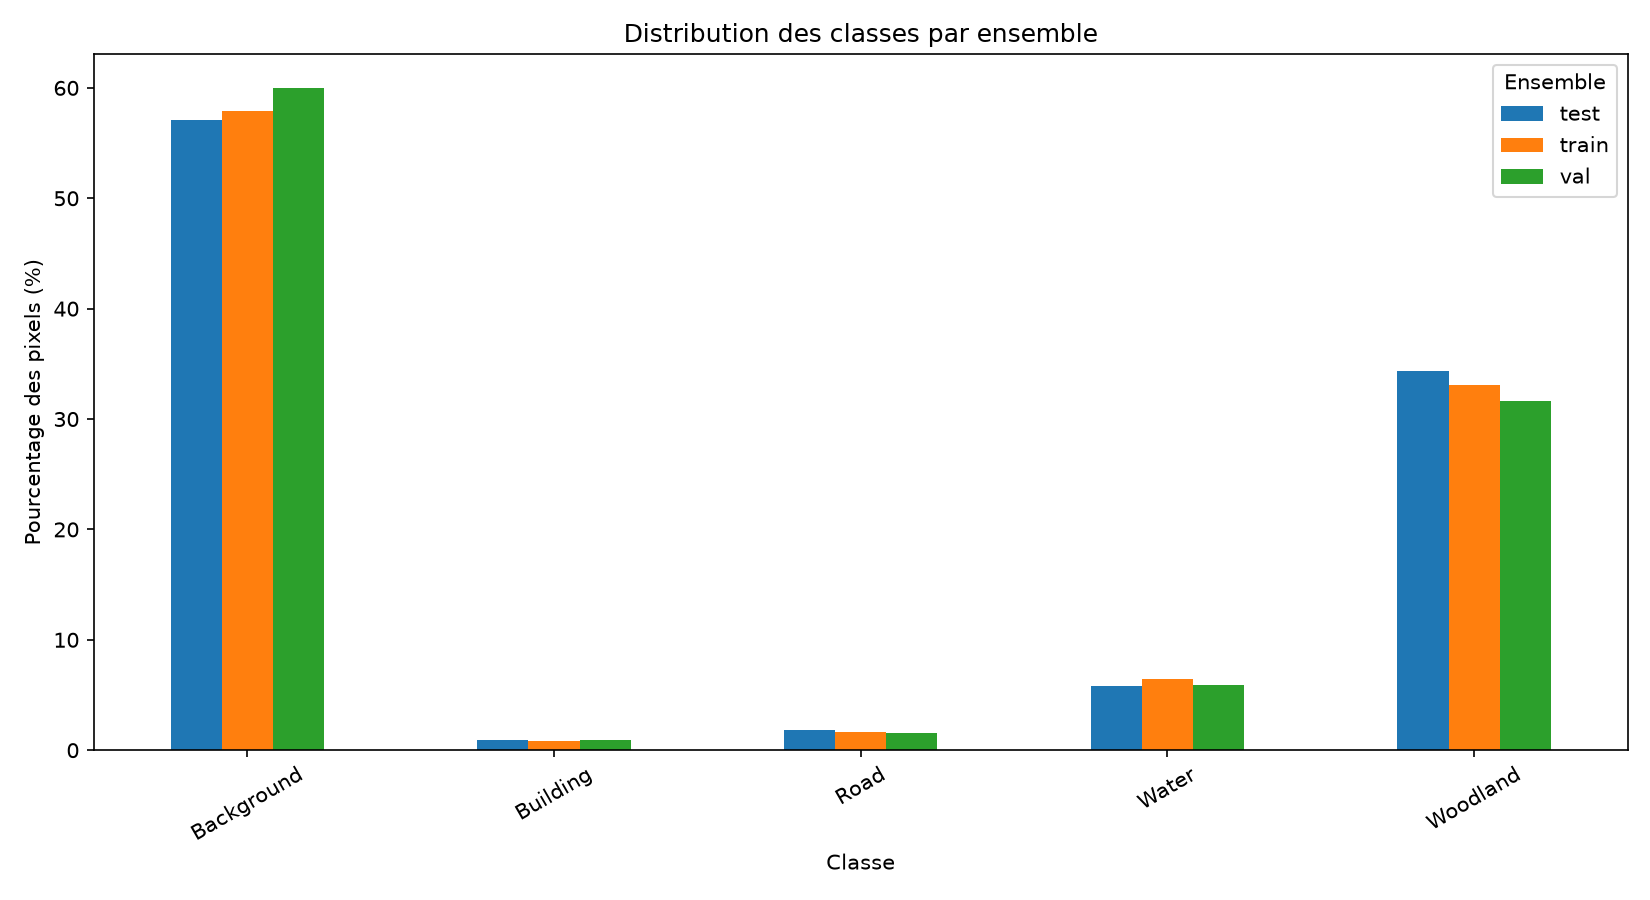 Distribution des classes par ensemble
Ensemble
test
train
val
Pourcentage des pixels (%)
60
50
40
30
20
10
0
Background
Building
Road
Water
Woodland
Classe